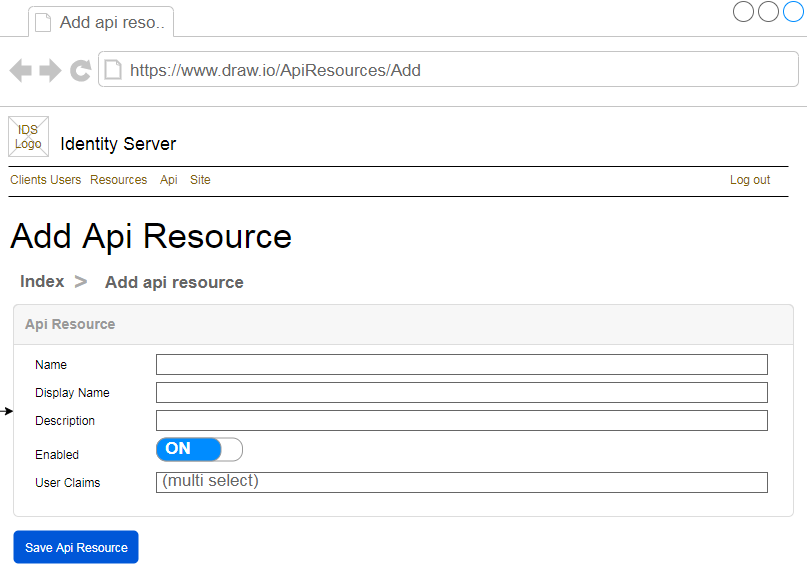 Add api reso..
https://www.draw.io/ApiResources/Add
IDS
Logo
Identity Server
Clients Users Resources Api Site Log out
Add Api Resource
Index > Add api resource
Api Resource
Name
Display Name
Description
Enabled ON
User Claims (multi select)
Save Api Resource